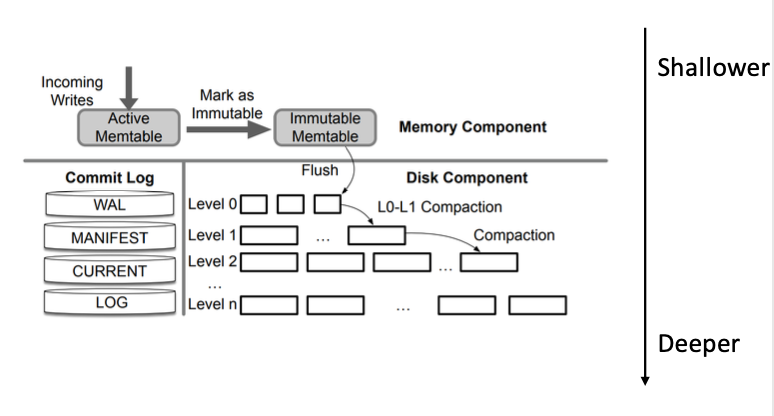 Shallower
Incoming
Writes
Mark as
Immutable
Active
Memtable
Immutable
Memtable
Memory Component
Flush
Commit Log
Disk Component
WAL
Level 0
L0-L1 Compaction
MANIFEST
Level 1
...
Compaction
CURRENT
Level 2
...
...
LOG
Level n
...
Deeper